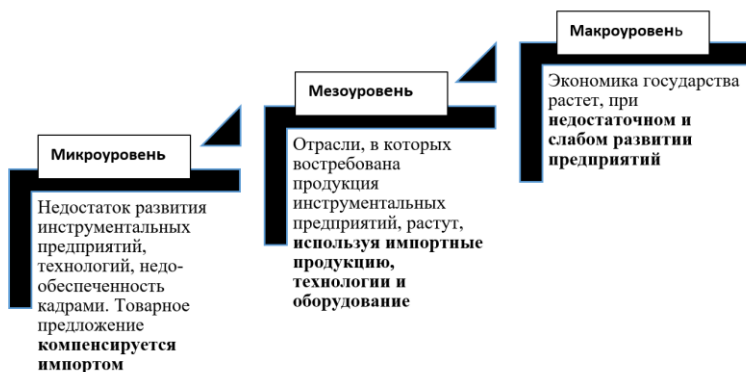 Микроуровень
Недостаток развития
инструментальных
предприятий,
технологий, недо-
обеспеченность
кадрами. Товарное
предложение
компенсируется
импортом
Мезоуровень
Отрасли, в которых
востребована
продукция
инструментальных
предприятий, растут,
используя импортные
продукцию,
технологии и
оборудование
Макроуровень
Экономика государства
растет, при
недостаточном и
слабом развитии
предприятий